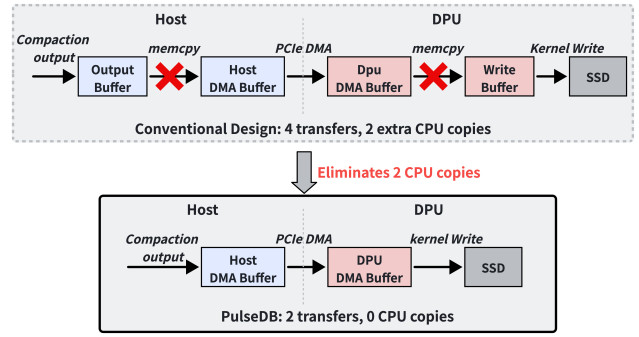 Host
DPU
Compaction
output
memcpy
PCIe DMA
memcpy
Kernel Write
Output
Buffer
Host
DMA Buffer
Dpu
DMA Buffer
Write
Buffer
SSD
Conventional Design: 4 transfers, 2 extra CPU copies
Eliminates 2 CPU copies
Host
DPU
Compaction
output
PCIe DMA
kernel Write
Host
DMA Buffer
DPU
DMA Buffer
SSD
PulseDB: 2 transfers, 0 CPU copies